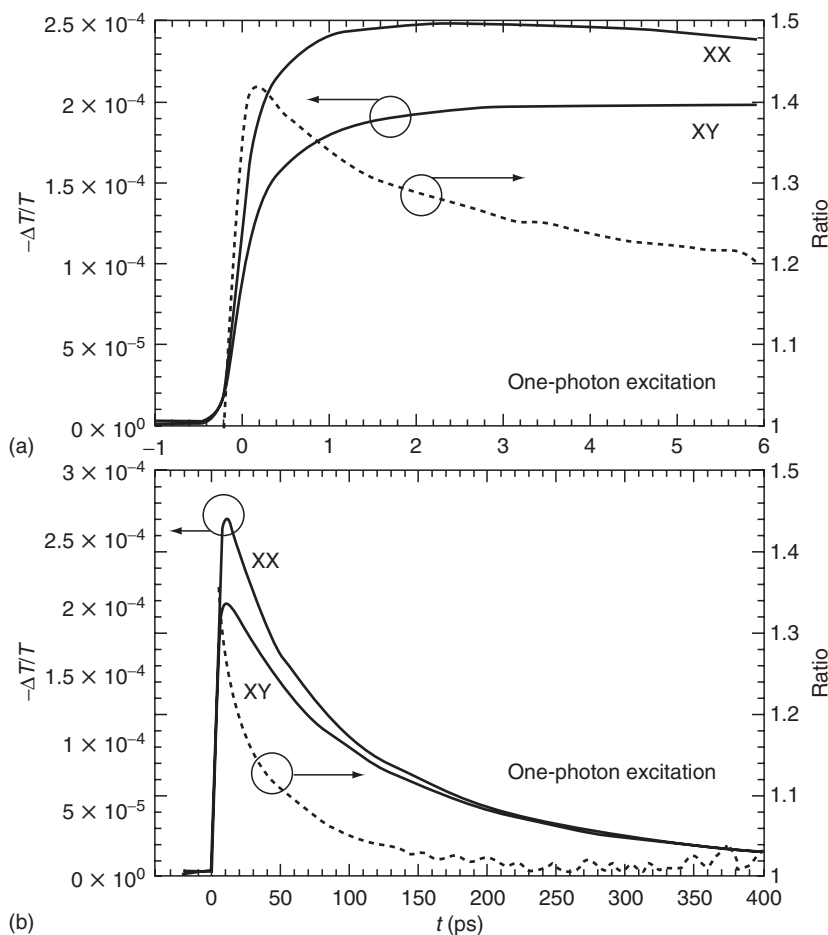 2.5 × 10⁻⁴
2 × 10⁻⁴
1.5 × 10⁻⁴
1 × 10⁻⁴
5 × 10⁻⁵
0 × 10⁰
−ΔT/T
XX
XY
One-photon excitation
1.5
1.4
1.3
1.2
1.1
1
Ratio
(a)
−1 0 1 2 3 4 5 6
3 × 10⁻⁴
2.5 × 10⁻⁴
2 × 10⁻⁴
1.5 × 10⁻⁴
1 × 10⁻⁴
5 × 10⁻⁵
0 × 10⁰
−ΔT/T
XX
XY
One-photon excitation
1.5
1.4
1.3
1.2
1.1
1
Ratio
0 50 100 150 200 250 300 350 400
(b)
t (ps)